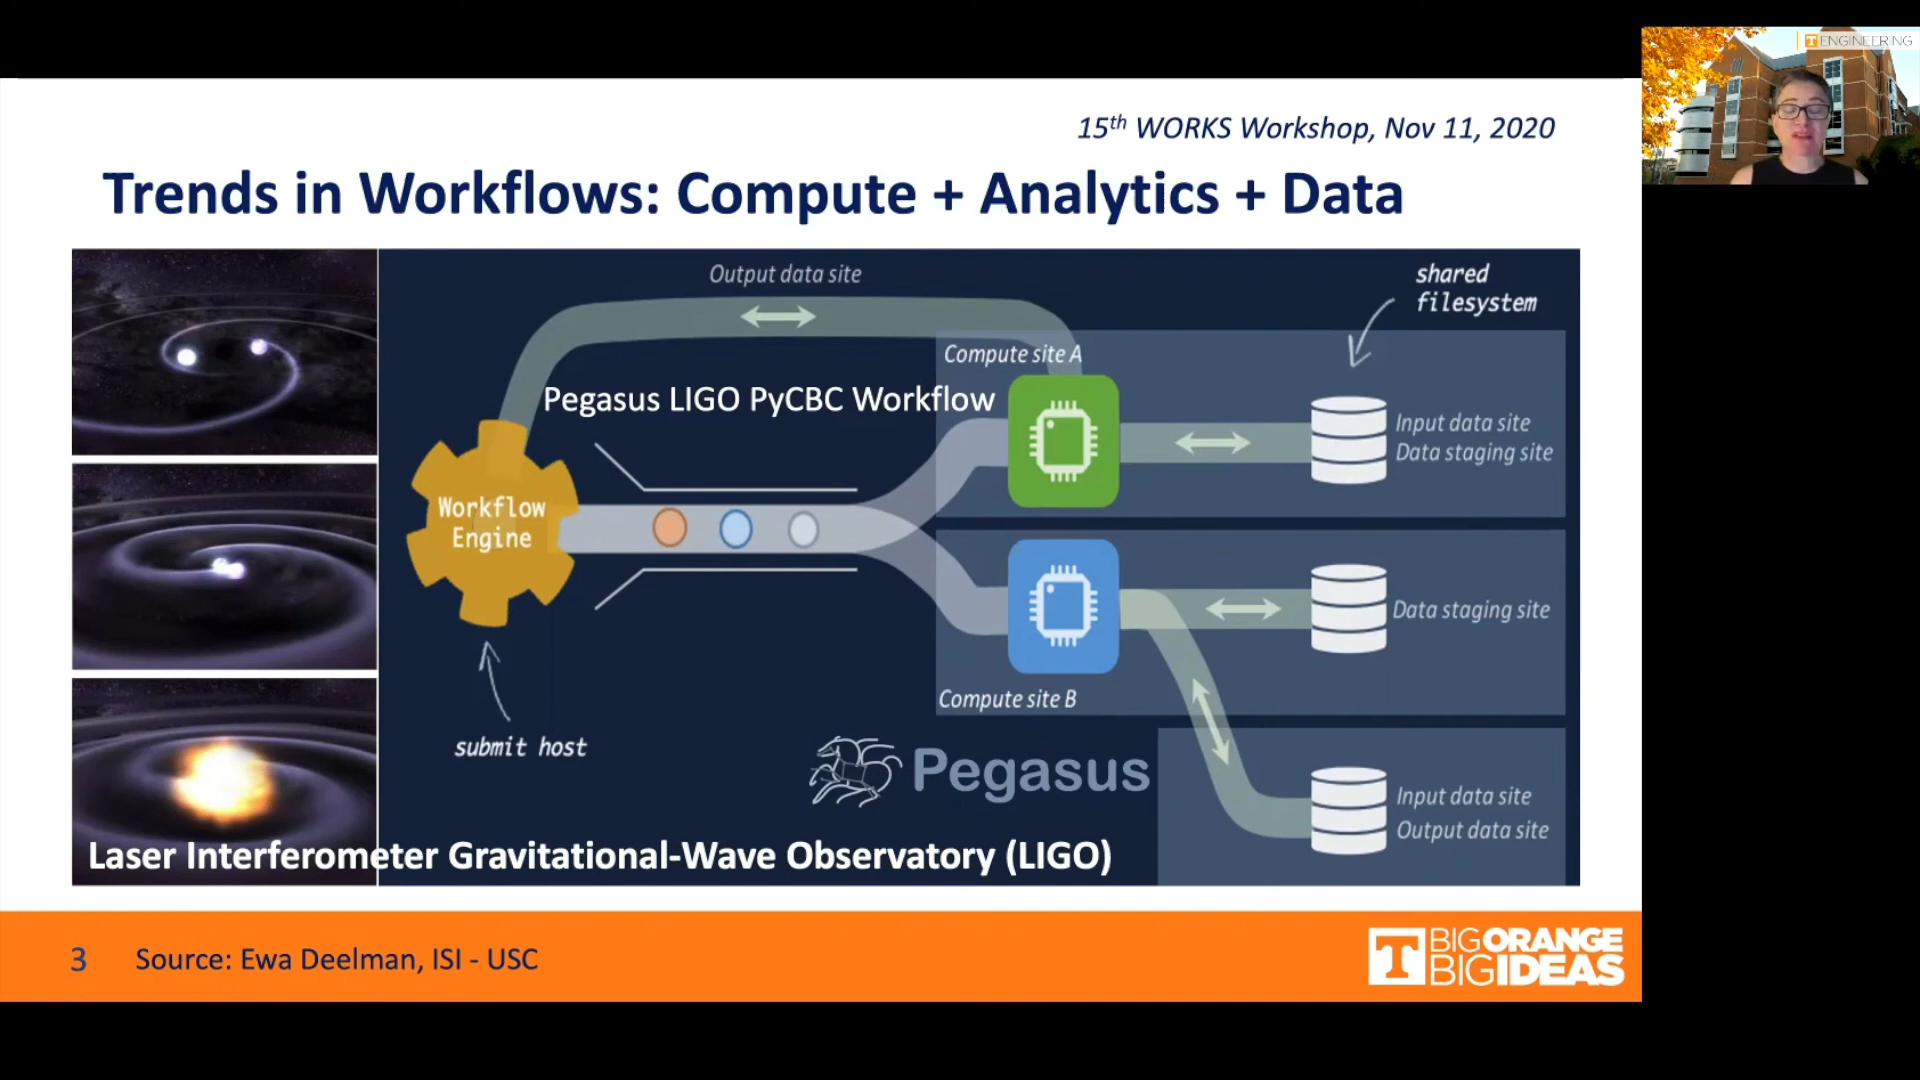 ENGINEERING
15th WORKS Workshop, Nov 11, 2020
Trends in Workflows: Compute + Analytics + Data
Output data site
shared
filesystem
Compute site A
Pegasus LIGO PyCBC Workflow
Input data site
Data staging site
Workflow
Engine
Data staging site
Compute site B
submit host
Pegasus
Input data site
Output data site
Laser Interferometer Gravitational-Wave Observatory (LIGO)
3 Source: Ewa Deelman, ISI - USC
T BIG ORANGE
BIG IDEAS